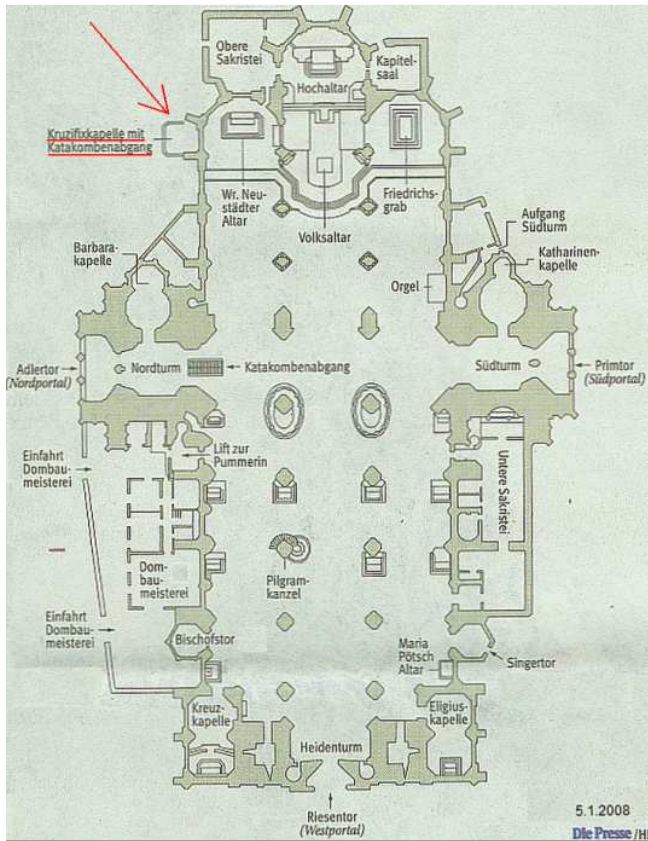 Obere
Sakristei
Kapitel-
saal
Hochaltar
Kruzifixkapelle mit
Katakombenabgang
Wr. Neu-
städter
Altar
Friedrichs-
grab
Volksaltar
Aufgang
Südturm
Barbara-
kapelle
Katharinen-
kapelle
Orgel
Adlertor
(Nordportal)
Nordturm
Katakombenabgang
Südturm
Primtor
(Südportal)
Einfahrt
Dombau-
meisterei
Lift zur
Pummerin
Untere Sakristei
Dom-
bau-
meisterei
Pilgram-
kanzel
Einfahrt
Dombau-
meisterei
Bischofstor
Maria
Pötsch
Altar
Singertor
Kreuz-
kapelle
Eligius-
kapelle
Heidenturm
Riesentor
(Westportal)
5.1.2008
Die Presse /H